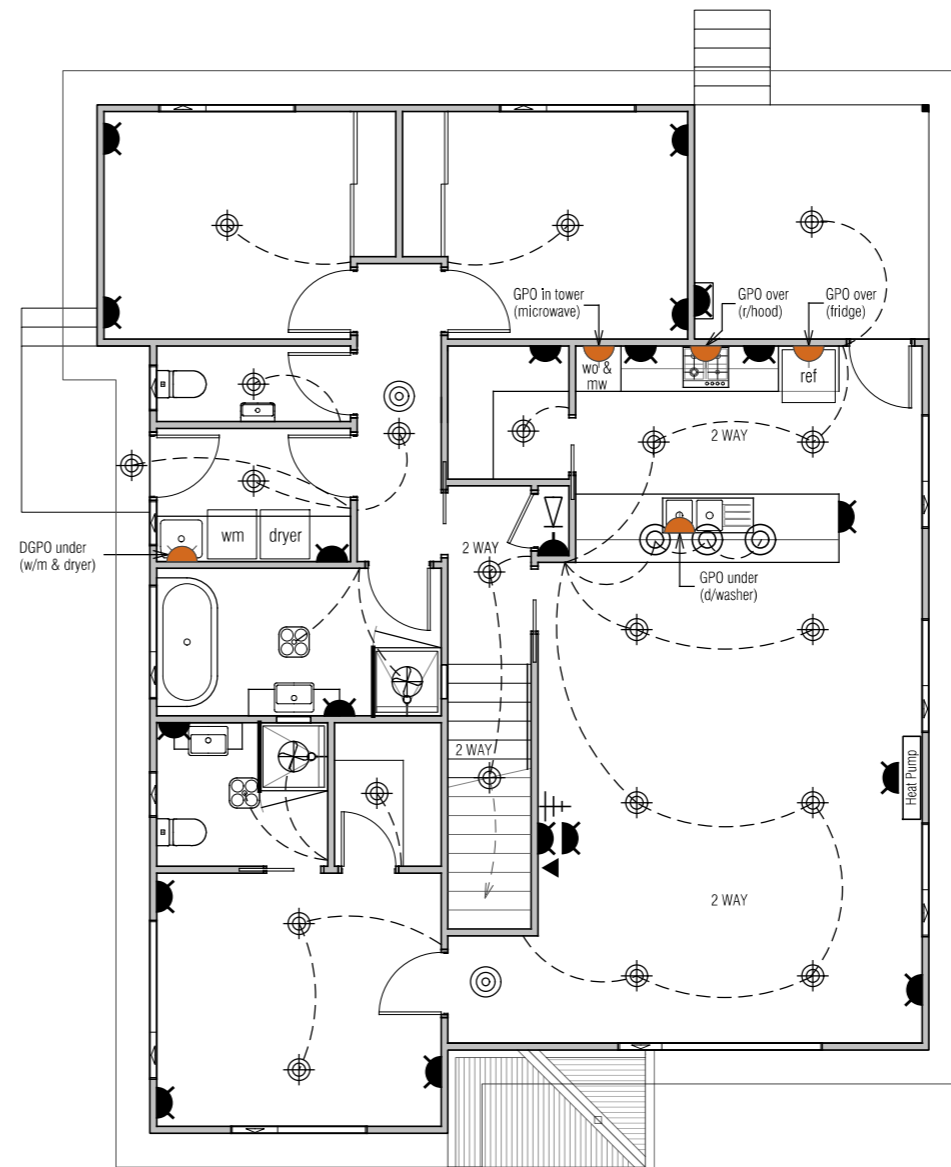 GPO in tower
(microwave)
GPO over
(r/hood)
GPO over
(fridge)
wo &
mw
ref
2 WAY
wm
dryer
DGPO under
(w/m & dryer)
2 WAY
GPO under
(d/washer)
2 WAY
Heat Pump
2 WAY